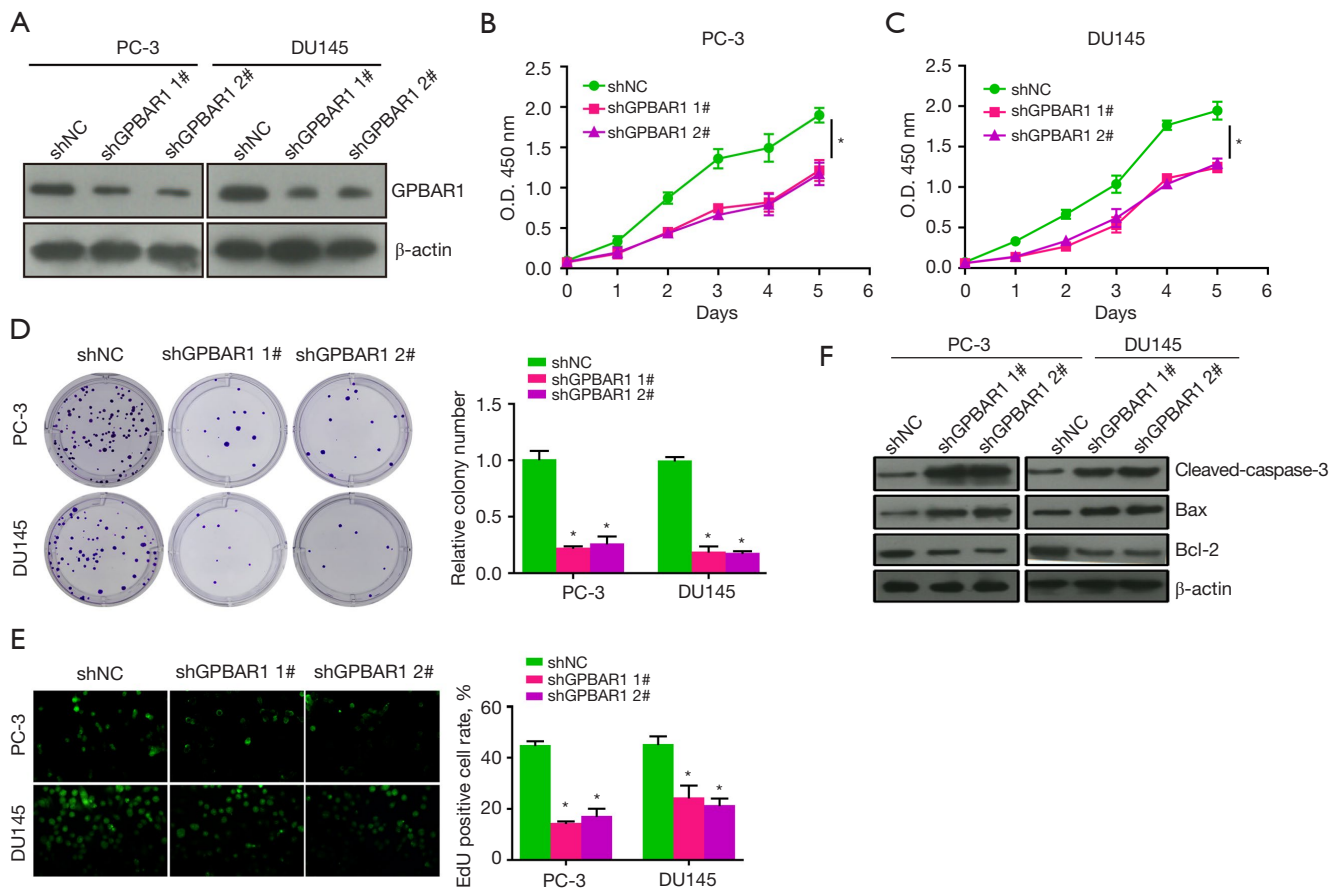 A
PC-3
DU145
shNC
shGPBAR1 1#
shGPBAR1 2#
shNC
shGPBAR1 1#
shGPBAR1 2#
GPBAR1
β-actin
B
PC-3
2.5
2.0
1.5
1.0
0.5
0.0
O.D. 450 nm
shNC
shGPBAR1 1#
shGPBAR1 2#
*
0 1 2 3 4 5 6
Days
C
DU145
2.5
2.0
1.5
1.0
0.5
0.0
O.D. 450 nm
shNC
shGPBAR1 1#
shGPBAR1 2#
*
0 1 2 3 4 5 6
Days
D
shNC shGPBAR1 1# shGPBAR1 2#
PC-3
DU145
shNC
shGPBAR1 1#
shGPBAR1 2#
1.5
1.0
0.5
0.0
Relative colony number
* * * *
PC-3 DU145
E
shNC shGPBAR1 1# shGPBAR1 2#
PC-3
DU145
shNC
shGPBAR1 1#
shGPBAR1 2#
60
40
20
0
EdU positive cell rate, %
* * * *
PC-3 DU145
F
PC-3
DU145
shNC
shGPBAR1 1#
shGPBAR1 2#
shNC
shGPBAR1 1#
shGPBAR1 2#
Cleaved-caspase-3
Bax
Bcl-2
β-actin